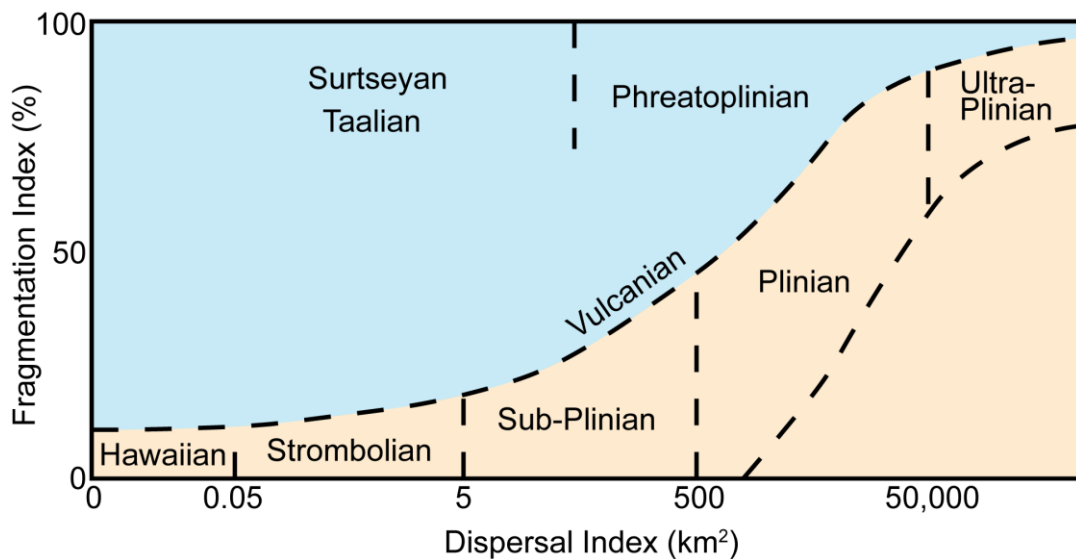 100
Surtseyan
Taalian
Phreatoplinian
Ultra-
Plinian
Fragmentation Index (%)
50
Vulcanian
Plinian
Sub-Plinian
Hawaiian
Strombolian
0
0
0.05
5
500
50,000
Dispersal Index (km²)